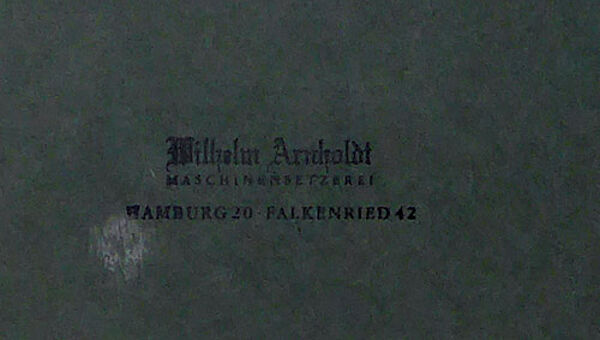 Wilhelm Arnholdt
MASCHINENSETZEREI
HAMBURG 20 · FALKENRIED 42